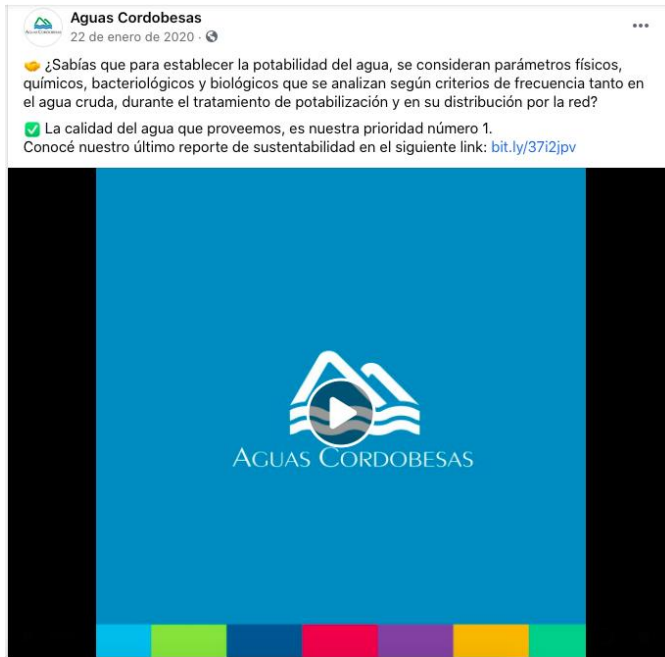 Aguas Cordobesas
AGUAS CORDOBESAS
22 de enero de 2020 ·
¿Sabías que para establecer la potabilidad del agua, se consideran parámetros físicos,
químicos, bacteriológicos y biológicos que se analizan según criterios de frecuencia tanto en
el agua cruda, durante el tratamiento de potabilización y en su distribución por la red?
✅ La calidad del agua que proveemos, es nuestra prioridad número 1.
Conocé nuestro último reporte de sustentabilidad en el siguiente link: bit.ly/37i2jpv
AGUAS CORDOBESAS